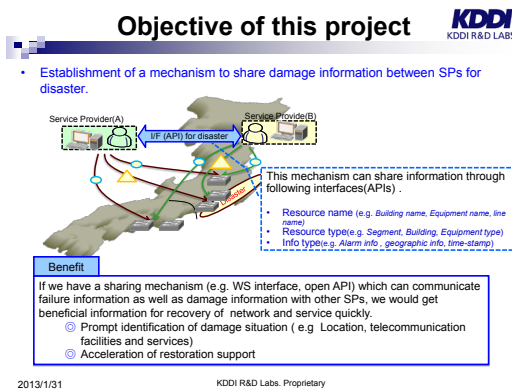 Objective of this project
KDDI
KDDI R&D LABS
• Establishment of a mechanism to share damage information between SPs for
disaster.
Service Provider(A)
I/F (API) for disaster
Service Provide(B)
Disaster
This mechanism can share information through
following interfaces(APIs) .
• Resource name (e.g. Building name, Equipment name, line
name)
• Resource type(e.g. Segment, Building, Equipment type)
• Info type(e.g. Alarm info , geographic info, time-stamp)
Benefit
If we have a sharing mechanism (e.g. WS interface, open API) which can communicate
failure information as well as damage information with other SPs, we would get
beneficial information for recovery of network and service quickly.
◎ Prompt identification of damage situation ( e.g Location, telecommunication
facilities and services)
◎ Acceleration of restoration support
2013/1/31
KDDI R&D Labs. Proprietary